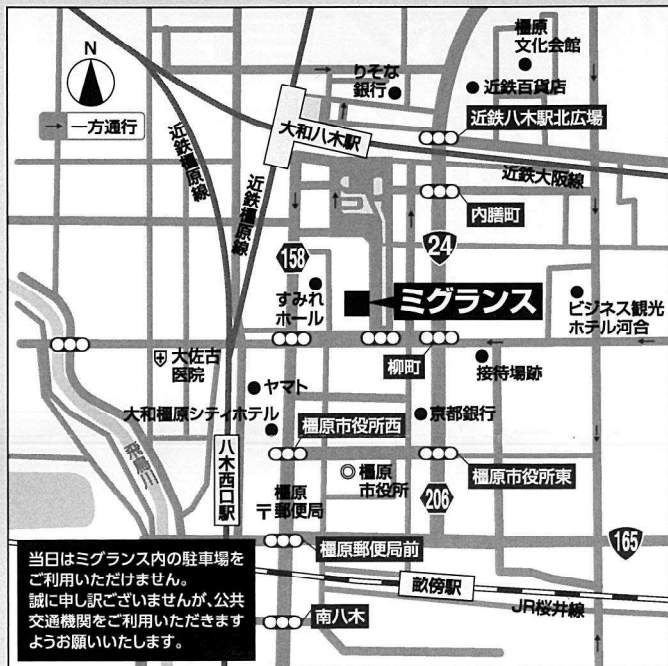 N
一方通行
橿原
文化会館
りそな
銀行
近鉄百貨店
近鉄八木駅北広場
大和八木駅
近鉄橿原線
近鉄橿原線
近鉄大阪線
内膳町
24
158
すみれ
ホール
ミグランス
ビジネス観光
ホテル河合
柳町
接待場跡
大佐古
医院
ヤマト
大和橿原シティホテル
京都銀行
橿原市役所西
八木西口駅
飛鳥川
橿原
市役所
橿原市役所東
橿原
〒郵便局
206
165
橿原郵便局前
畝傍駅
JR桜井線
南八木
当日はミグランス内の駐車場を
ご利用いただけません。
誠に申し訳ございませんが、公共
交通機関をご利用いただきます
ようお願いいたします。